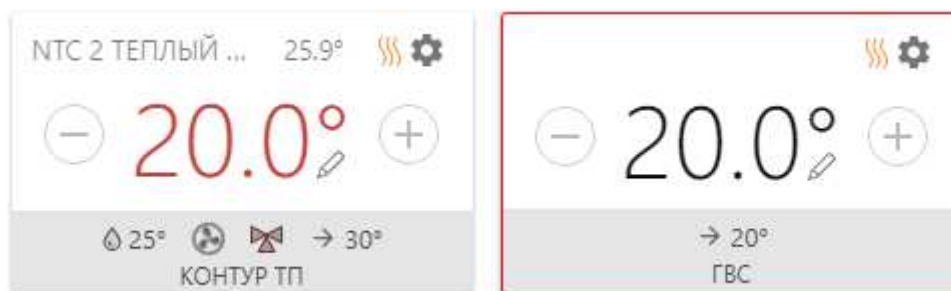 NTC 2 ТЕПЛЫЙ ... 25.9°
20.0°
25° → 30°
КОНТУР ТП
20.0°
→ 20°
ГВС